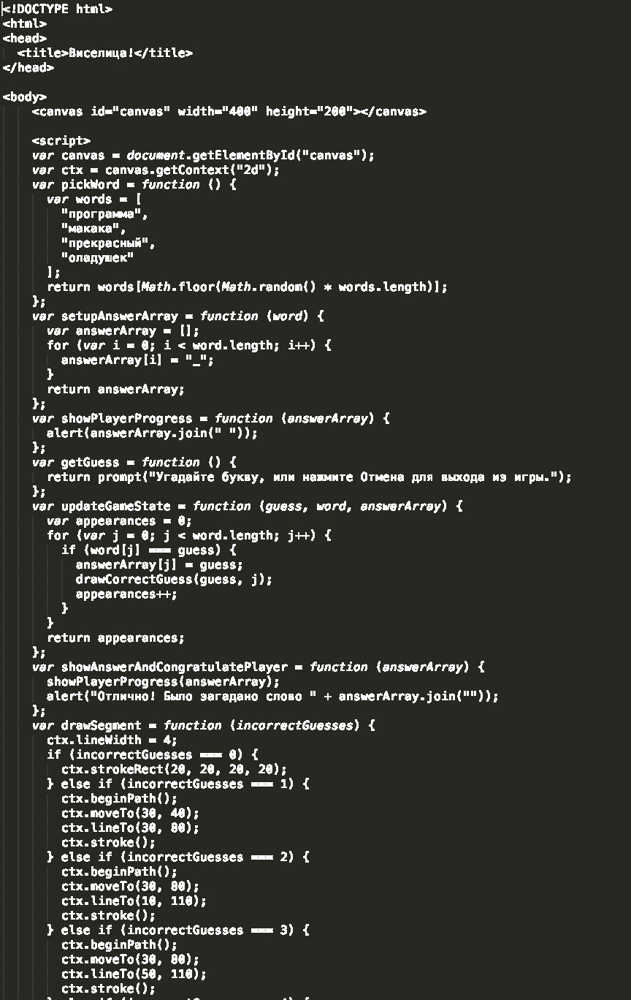 <!DOCTYPE html>
<html>
<head>
  <title>Виселица!</title>
</head>

<body>
    <canvas id="canvas" width="400" height="200"></canvas>

    <script>
    var canvas = document.getElementById("canvas");
    var ctx = canvas.getContext("2d");
    var pickWord = function () {
      var words = [
        "программа",
        "макака",
        "прекрасный",
        "оладушек"
      ];
      return words[Math.floor(Math.random() * words.length)];
    };
    var setupAnswerArray = function (word) {
      var answerArray = [];
      for (var i = 0; i < word.length; i++) {
        answerArray[i] = "_";
      }
      return answerArray;
    };
    var showPlayerProgress = function (answerArray) {
      alert(answerArray.join(" "));
    };
    var getGuess = function () {
      return prompt("Угадайте букву, или нажмите Отмена для выхода из игры.");
    };
    var updateGameState = function (guess, word, answerArray) {
      var appearances = 0;
      for (var j = 0; j < word.length; j++) {
        if (word[j] === guess) {
          answerArray[j] = guess;
          drawCorrectGuess(guess, j);
          appearances++;
        }
      }
      return appearances;
    };
    var showAnswerAndCongratulatePlayer = function (answerArray) {
      showPlayerProgress(answerArray);
      alert("Отлично! Было загадано слово " + answerArray.join(""));
    };
    var drawSegment = function (incorrectGuesses) {
      ctx.lineWidth = 4;
      if (incorrectGuesses === 0) {
        ctx.strokeRect(20, 20, 20, 20);
      } else if (incorrectGuesses === 1) {
        ctx.beginPath();
        ctx.moveTo(30, 40);
        ctx.lineTo(30, 80);
        ctx.stroke();
      } else if (incorrectGuesses === 2) {
        ctx.beginPath();
        ctx.moveTo(30, 80);
        ctx.lineTo(10, 110);
        ctx.stroke();
      } else if (incorrectGuesses === 3) {
        ctx.beginPath();
        ctx.moveTo(30, 80);
        ctx.lineTo(50, 110);
        ctx.stroke();